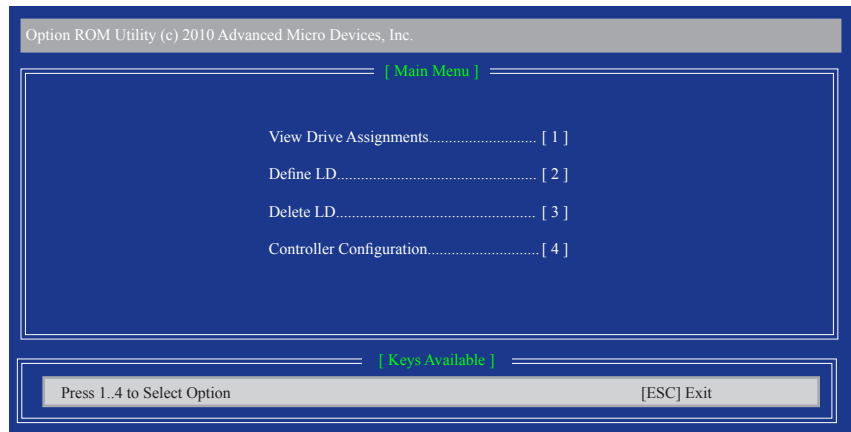 Option ROM Utility (c) 2010 Advanced Micro Devices, Inc.
[ Main Menu ]
View Drive Assignments........................... [ 1 ]
Define LD.................................................. [ 2 ]
Delete LD.................................................. [ 3 ]
Controller Configuration............................[ 4 ]
[ Keys Available ]
Press 1..4 to Select Option [ESC] Exit